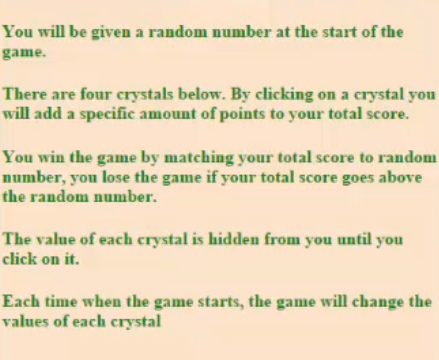 You will be given a random number at the start of the
game.
There are four crystals below. By clicking on a crystal you
will add a specific amount of points to your total score.
You win the game by matching your total score to random
number, you lose the game if your total score goes above
the random number.
The value of each crystal is hidden from you until you
click on it.
Each time when the game starts, the game will change the
values of each crystal